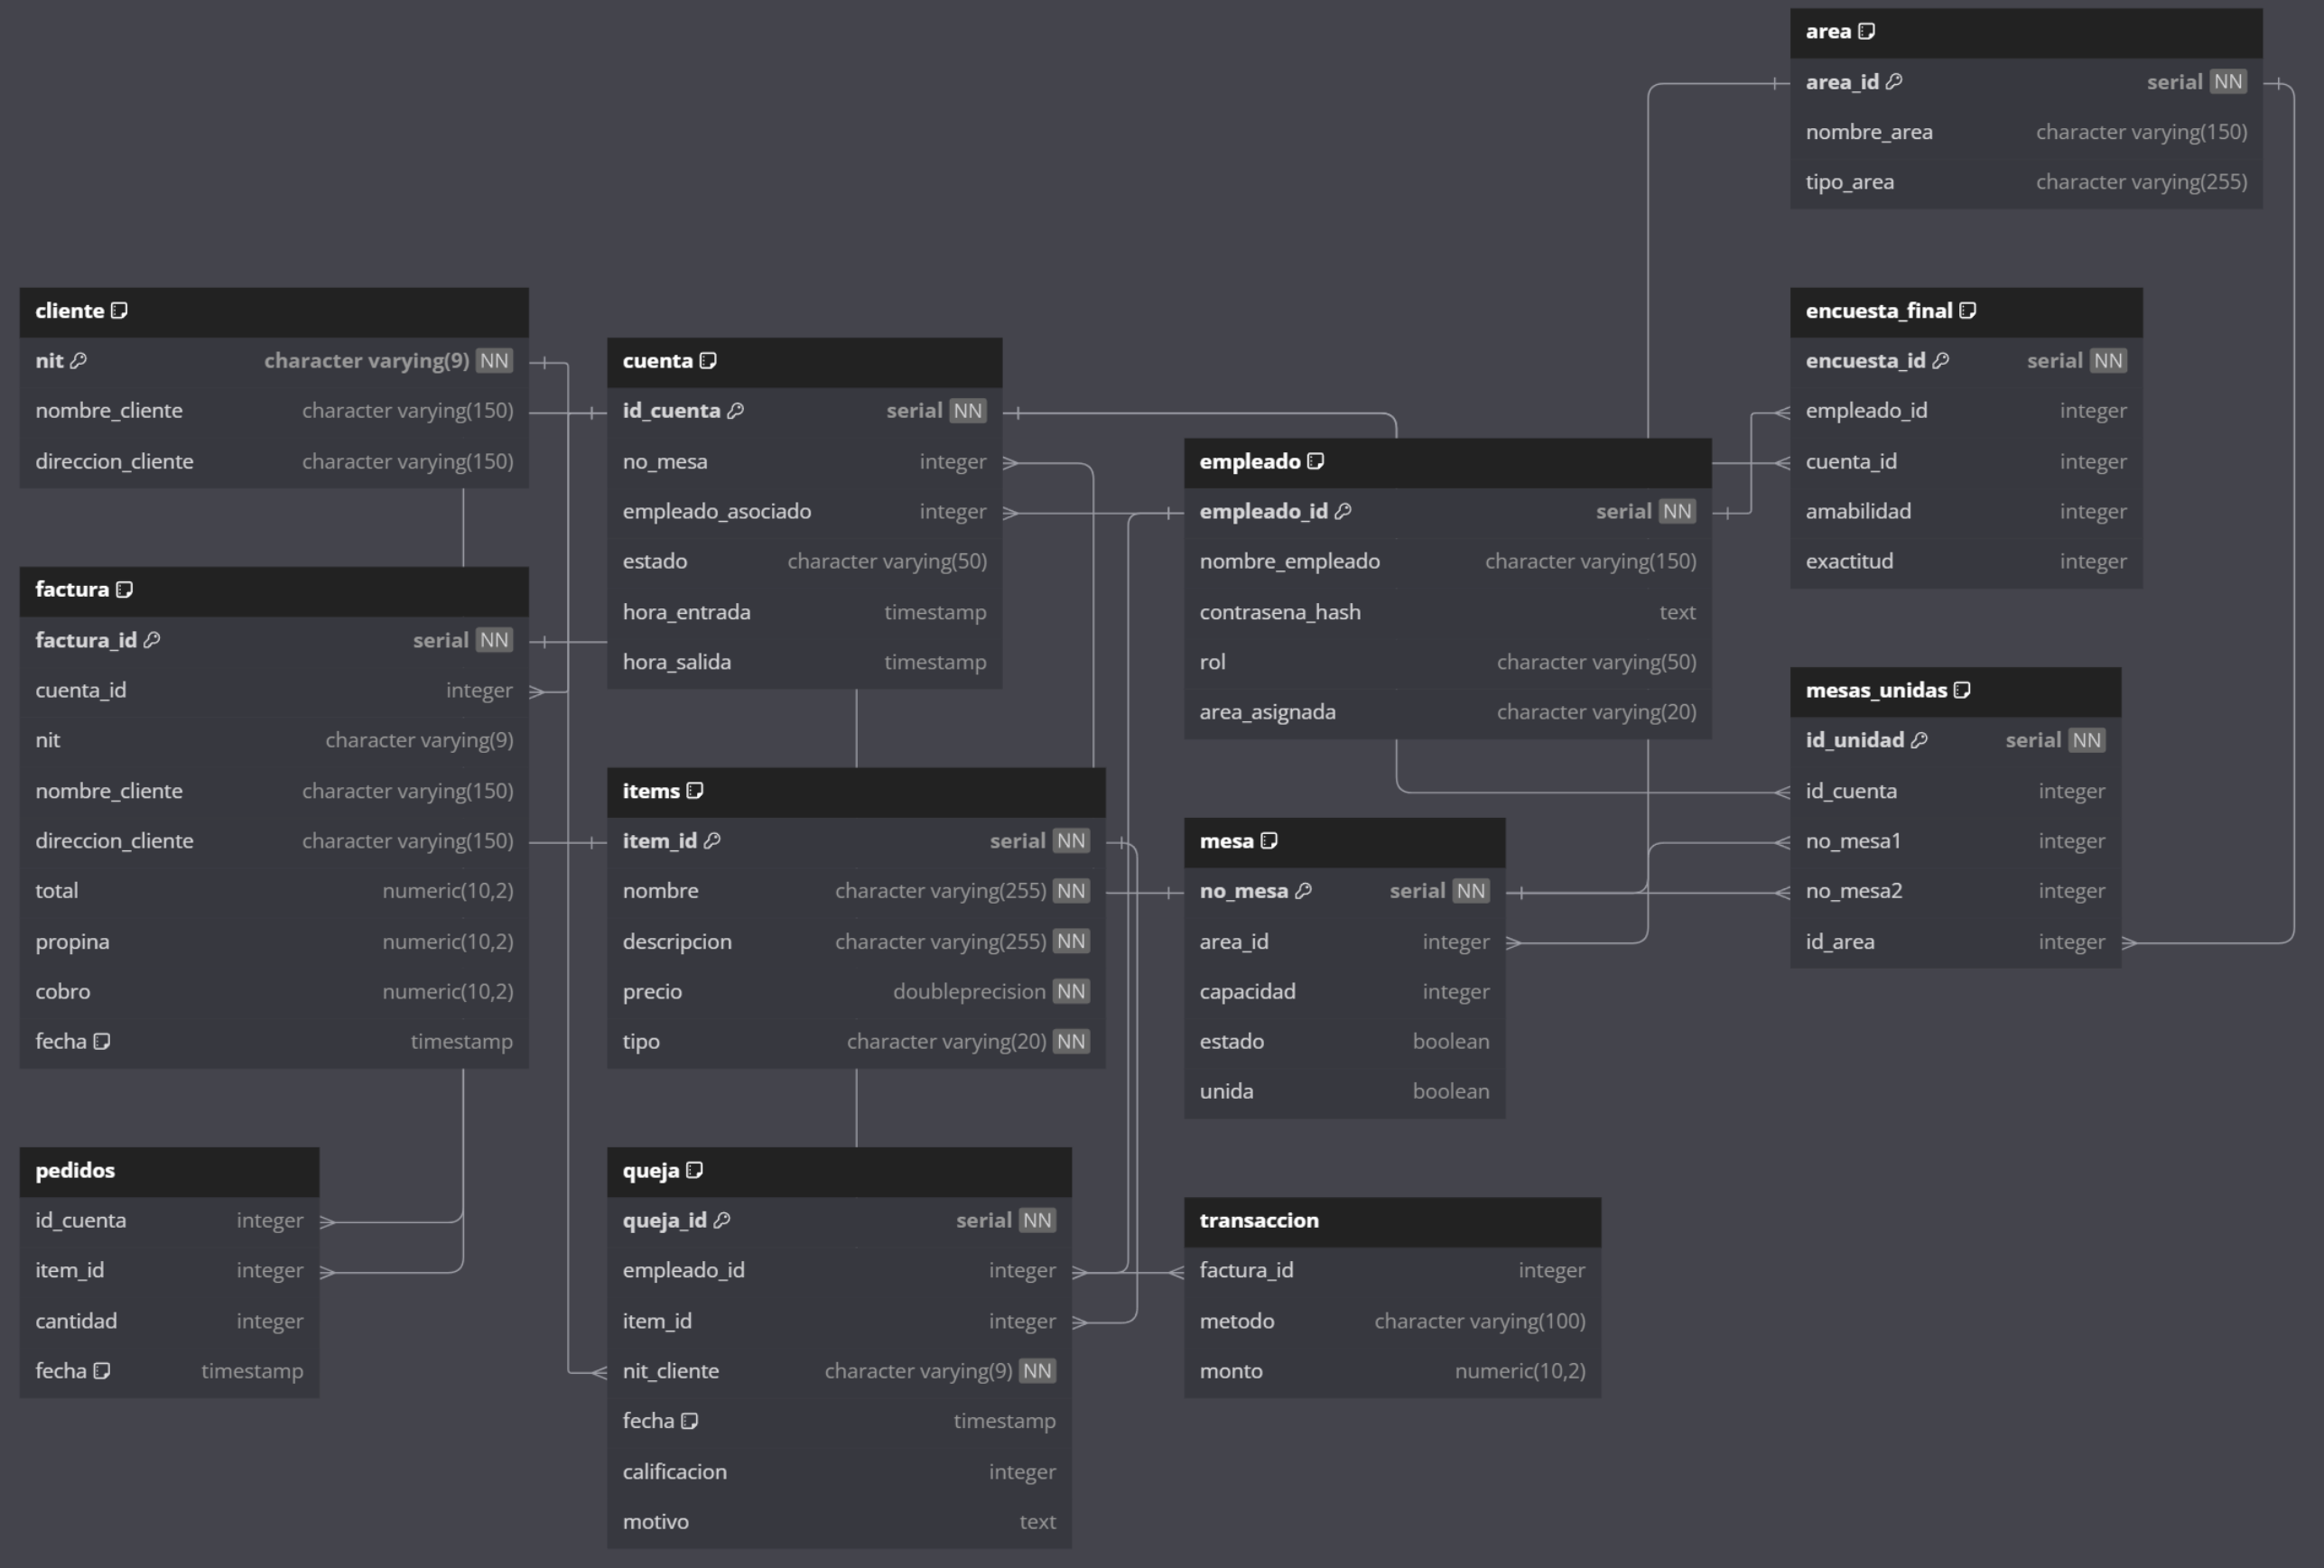 area
area_id serial NN
nombre_area character varying(150)
tipo_area character varying(255)
cliente
nit character varying(9) NN
nombre_cliente character varying(150)
direccion_cliente character varying(150)
cuenta
id_cuenta serial NN
no_mesa integer
empleado_asociado integer
estado character varying(50)
hora_entrada timestamp
hora_salida timestamp
empleado
empleado_id serial NN
nombre_empleado character varying(150)
contrasena_hash text
rol character varying(50)
area_asignada character varying(20)
encuesta_final
encuesta_id serial NN
empleado_id integer
cuenta_id integer
amabilidad integer
exactitud integer
factura
factura_id serial NN
cuenta_id integer
nit character varying(9)
nombre_cliente character varying(150)
direccion_cliente character varying(150)
total numeric(10,2)
propina numeric(10,2)
cobro numeric(10,2)
fecha timestamp
items
item_id serial NN
nombre character varying(255) NN
descripcion character varying(255) NN
precio doubleprecision NN
tipo character varying(20) NN
mesa
no_mesa serial NN
area_id integer
capacidad integer
estado boolean
unida boolean
mesas_unidas
id_unidad serial NN
id_cuenta integer
no_mesa1 integer
no_mesa2 integer
id_area integer
pedidos
id_cuenta integer
item_id integer
cantidad integer
fecha timestamp
queja
queja_id serial NN
empleado_id integer
item_id integer
nit_cliente character varying(9) NN
fecha timestamp
calificacion integer
motivo text
transaccion
factura_id integer
metodo character varying(100)
monto numeric(10,2)